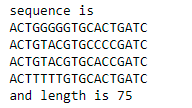 sequence is
ACTGGGGGTGCACTGATC
ACTGTACGTGCCCCGATC
ACTGTACGTGCACCGATC
ACTTTTTGTGCACTGATC
and length is 75